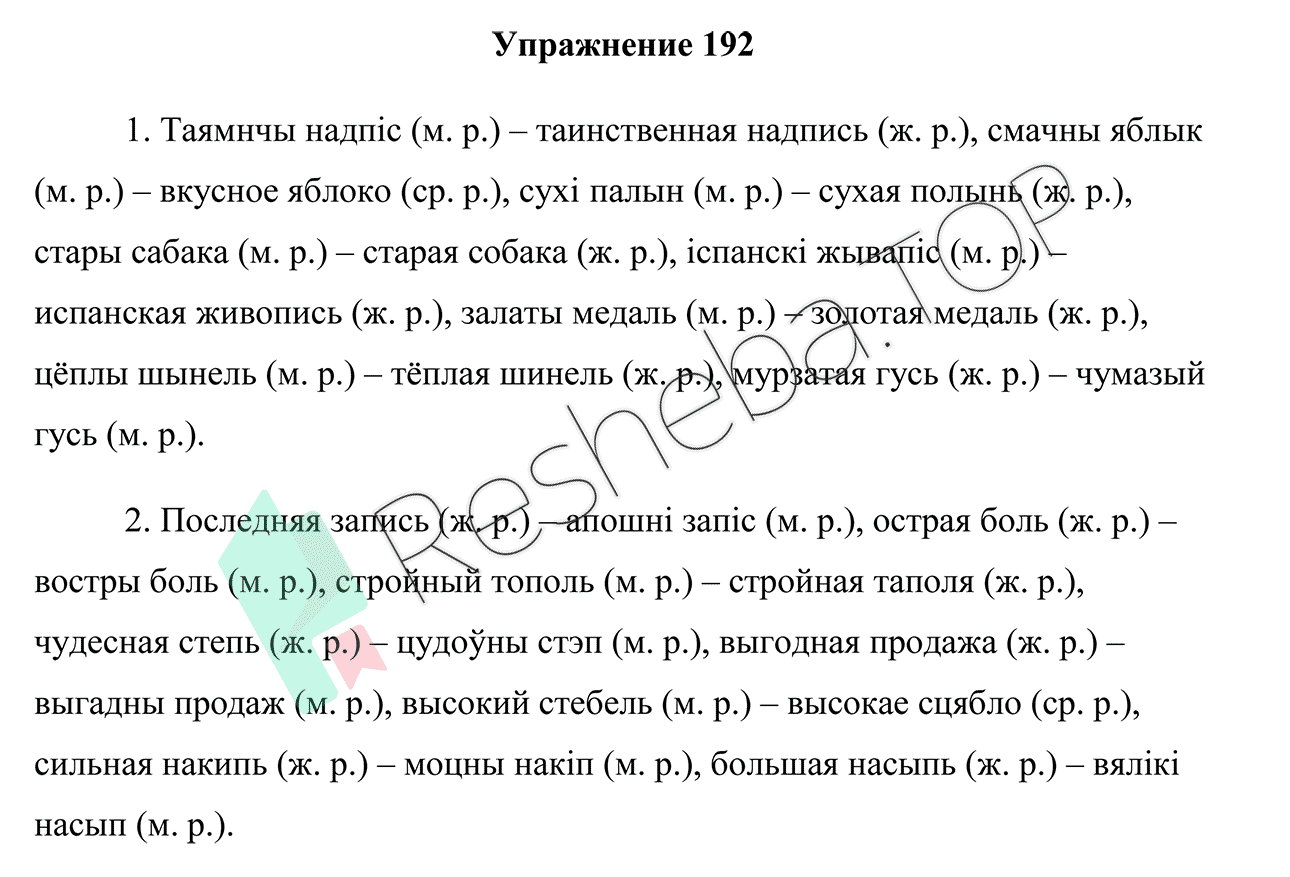 Упражнение 192
1. Таямнчы надпіс (м. р.) – таинственная надпись (ж. р.), смачны яблык
(м. р.) – вкусное яблоко (ср. р.), сухі палын (м. р.) – сухая полынь (ж. р.),
стары сабака (м. р.) – старая собака (ж. р.), іспанскі жывапіс (м. р.) –
испанская живопись (ж. р.), залаты медаль (м. р.) – золотая медаль (ж. р.),
цёплы шынель (м. р.) – тёплая шинель (ж. р.), мурзатая гусь (ж. р.) – чумазый
гусь (м. р.).
2. Последняя запись (ж. р.) – апошні запіс (м. р.), острая боль (ж. р.) –
востры боль (м. р.), стройный тополь (м. р.) – стройная таполя (ж. р.),
чудесная степь (ж. р.) – цудоўны стэп (м. р.), выгодная продажа (ж. р.) –
выгадны продаж (м. р.), высокий стебель (м. р.) – высокае сцябло (ср. р.),
сильная накипь (ж. р.) – моцны накіп (м. р.), большая насыпь (ж. р.) – вялікі
насып (м. р.).
Resheba.TOP